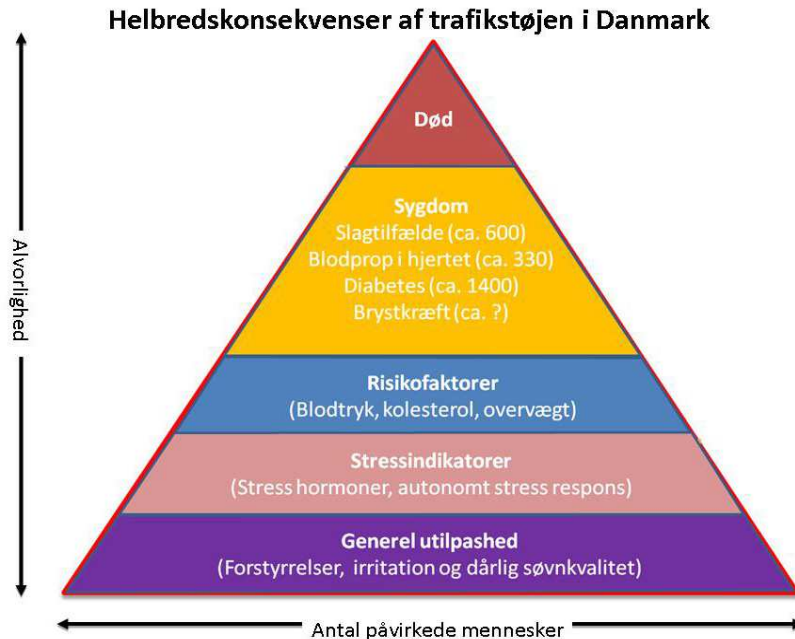 Helbredskonsekvenser af trafikstøjen i Danmark
Alvorlighed
Død
Sygdom
Slagtilfælde (ca. 600)
Blodprop i hjertet (ca. 330)
Diabetes (ca. 1400)
Brystkræft (ca. ?)
Risikofaktorer
(Blodtryk, kolesterol, overvægt)
Stressindikatorer
(Stress hormoner, autonomt stress respons)
Generel utilpashed
(Forstyrrelser, irritation og dårlig søvnkvalitet)
Antal påvirkede mennesker